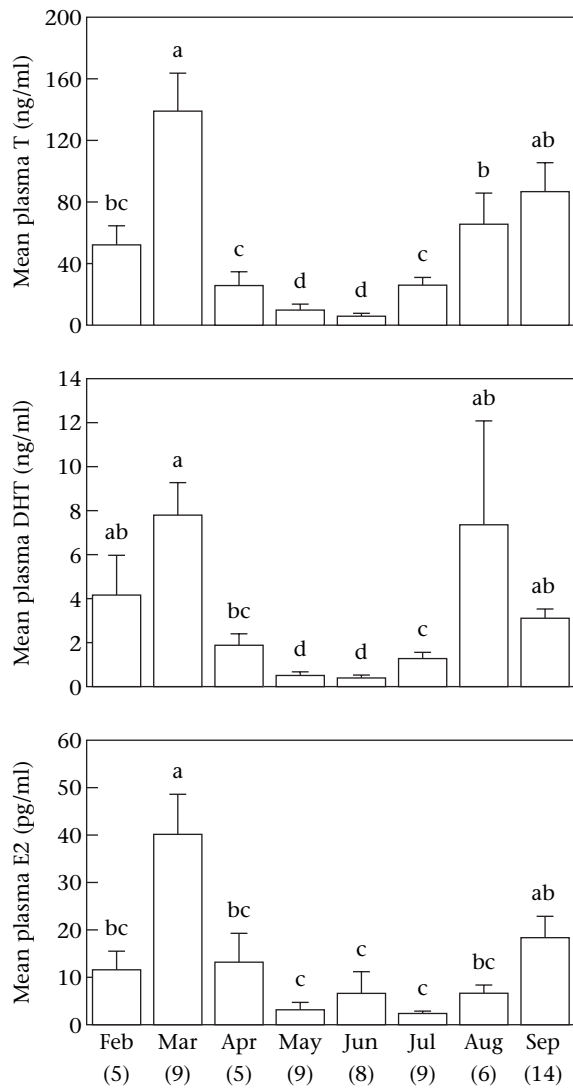 Mean plasma T (ng/ml)
200
160
120
80
40
0
bc
a
c
d
d
c
b
ab
Mean plasma DHT (ng/ml)
14
12
10
8
6
4
2
0
ab
a
bc
d
d
c
ab
ab
Mean plasma E2 (pg/ml)
60
50
40
30
20
10
0
bc
a
bc
c
c
c
bc
ab
Feb Mar Apr May Jun Jul Aug Sep
(5) (9) (5) (9) (8) (9) (6) (14)